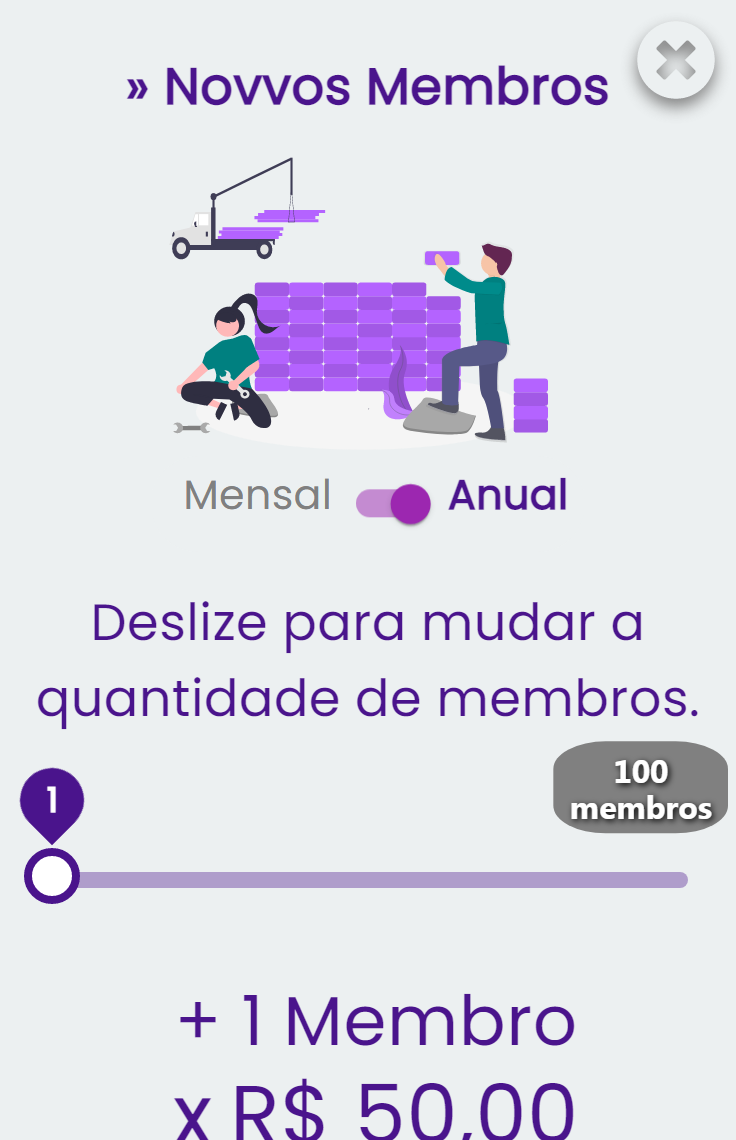 » Novvos Membros
Mensal Anual
Deslize para mudar a
quantidade de membros.
100
membros
1
+ 1 Membro
x R$ 50,00